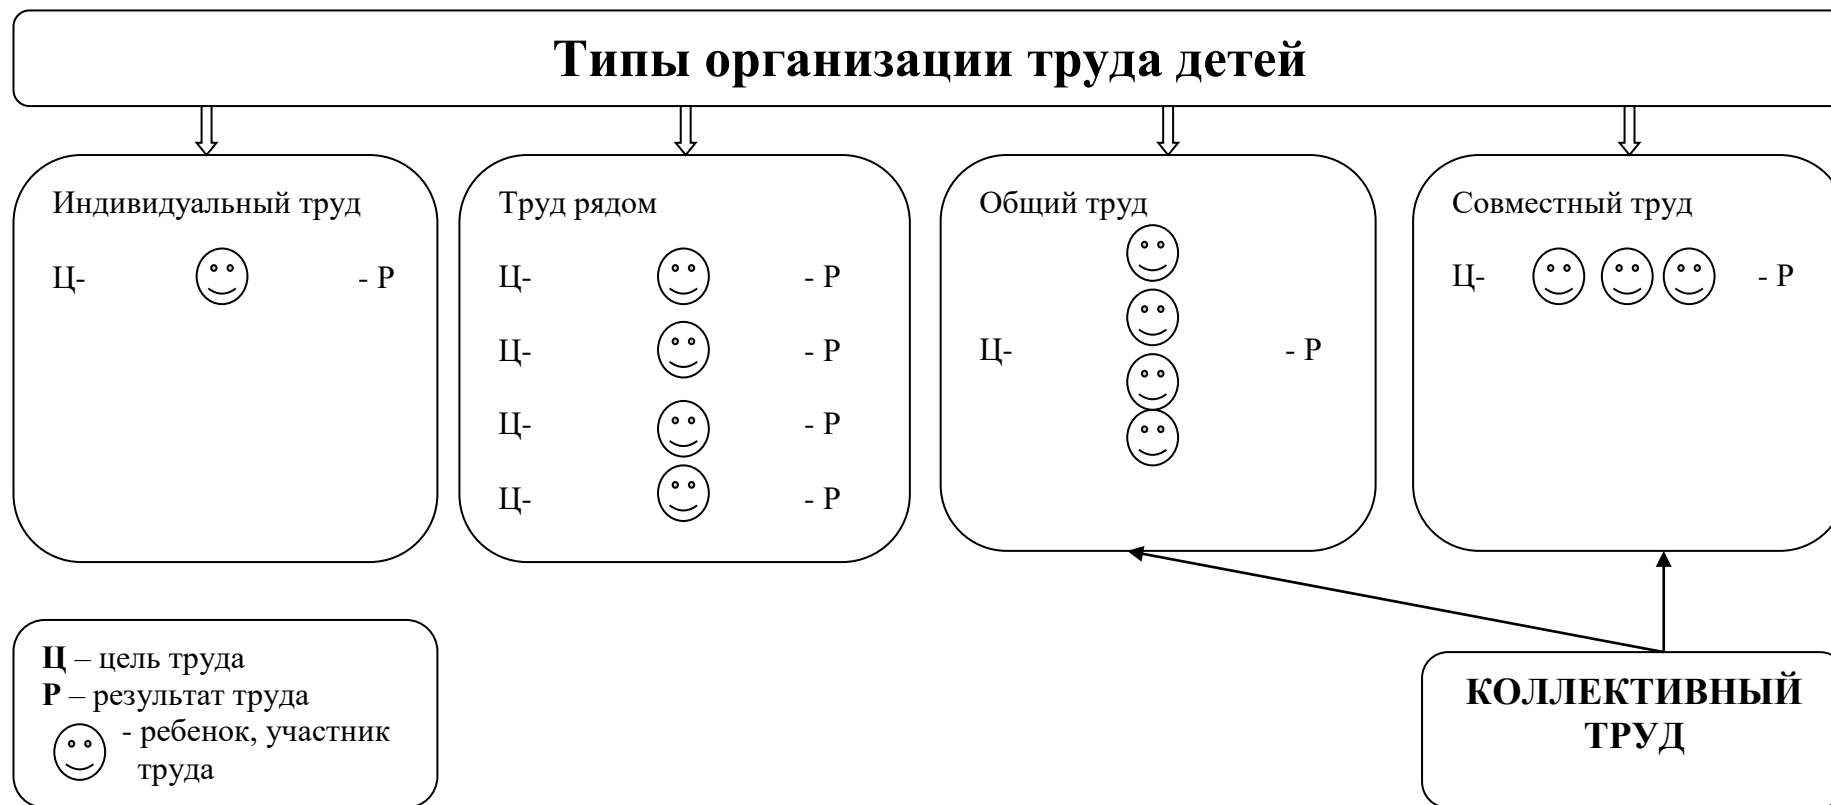 Типы организации труда детей
Индивидуальный труд
Ц- - Р
Труд рядом
Ц- - Р
Ц- - Р
Ц- - Р
Ц- - Р
Общий труд
Ц- - Р
Совместный труд
Ц- - Р
Ц – цель труда
Р – результат труда
- ребенок, участник
труда
КОЛЛЕКТИВНЫЙ
ТРУД